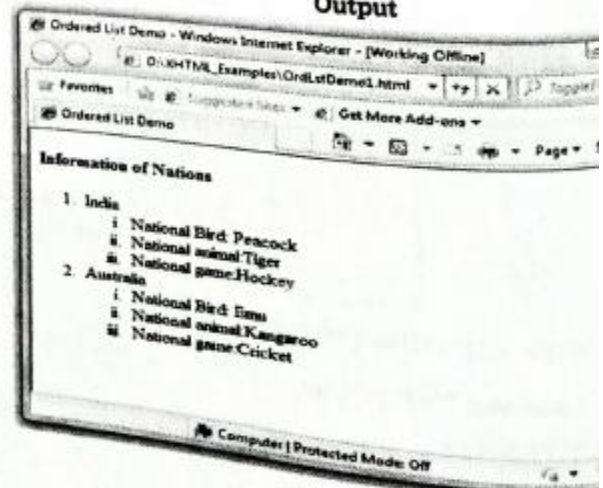 Output
Ordered List Demo - Windows Internet Explorer - [Working Offline]
D:\XHTML_Examples\OrdLstDemo1.html
Favorites Suggested Sites Get More Add-ons
Ordered List Demo
Page
Information of Nations
1. India
i. National Bird: Peacock
ii. National animal:Tiger
iii. National game:Hockey
2. Australia
i. National Bird: Emu
ii. National animal:Kangaroo
iii. National game:Cricket
Computer | Protected Mode: Off